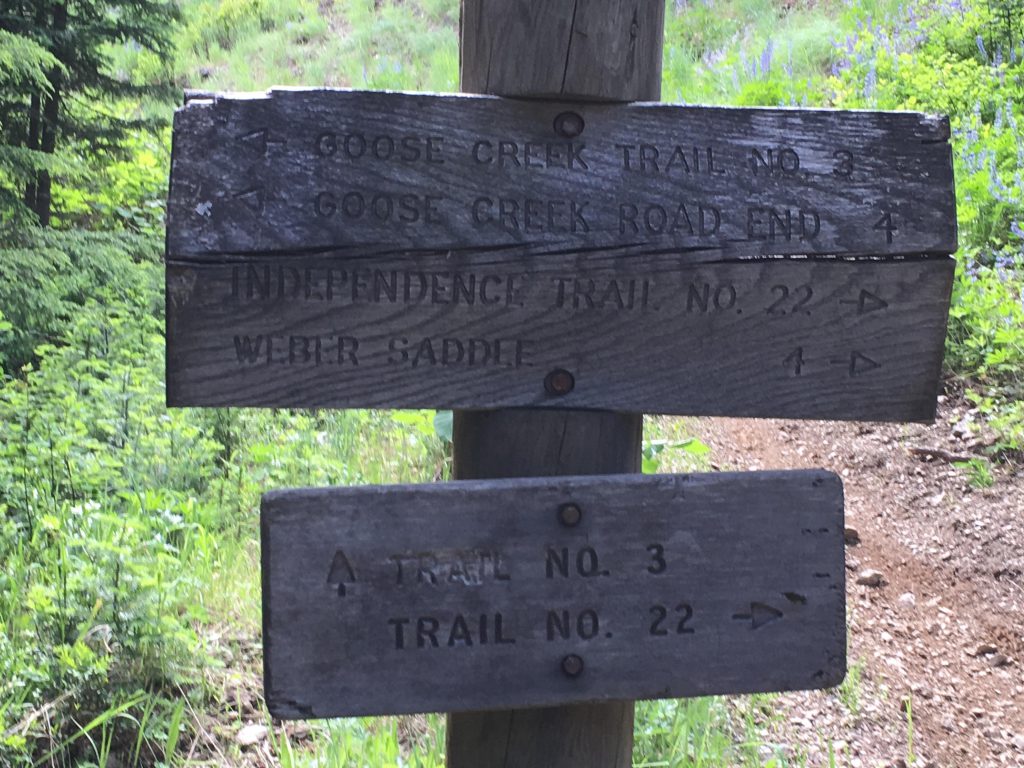 GOOSE CREEK TRAIL NO. 3
GOOSE CREEK ROAD END 4
INDEPENDENCE TRAIL NO. 22
WEBER SADDLE 4
TRAIL NO. 3
TRAIL NO. 22